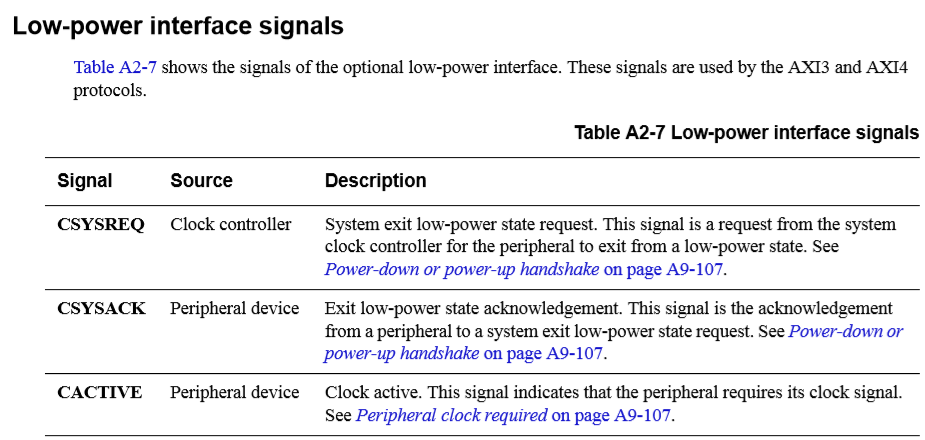 Low-power interface signals
Table A2-7 shows the signals of the optional low-power interface. These signals are used by the AXI3 and AXI4
protocols.
Table A2-7 Low-power interface signals
Signal Source Description
CSYSREQ Clock controller System exit low-power state request. This signal is a request from the system
clock controller for the peripheral to exit from a low-power state. See
Power-down or power-up handshake on page A9-107.
CSYSACK Peripheral device Exit low-power state acknowledgement. This signal is the acknowledgement
from a peripheral to a system exit low-power state request. See Power-down or
power-up handshake on page A9-107.
CACTIVE Peripheral device Clock active. This signal indicates that the peripheral requires its clock signal.
See Peripheral clock required on page A9-107.